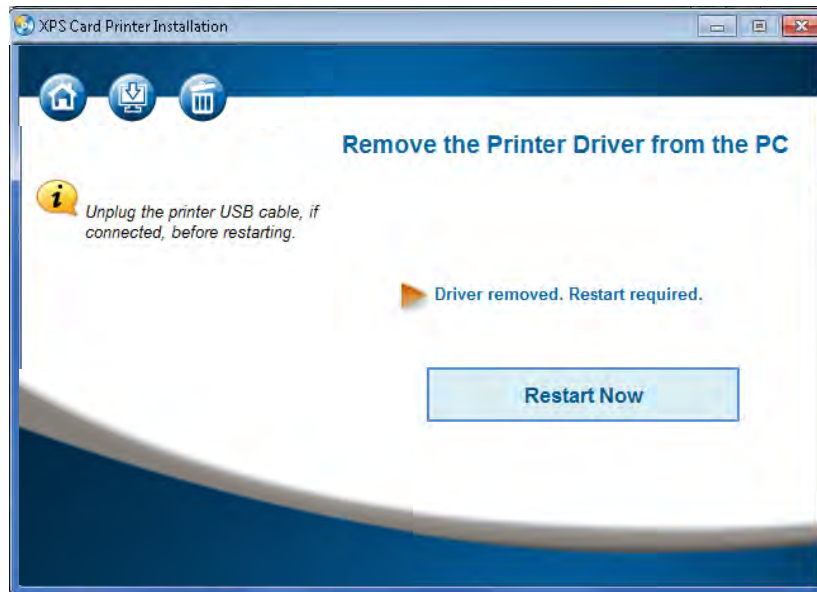 XPS Card Printer Installation
Remove the Printer Driver from the PC
i
Unplug the printer USB cable, if
connected, before restarting.
Driver removed. Restart required.
Restart Now